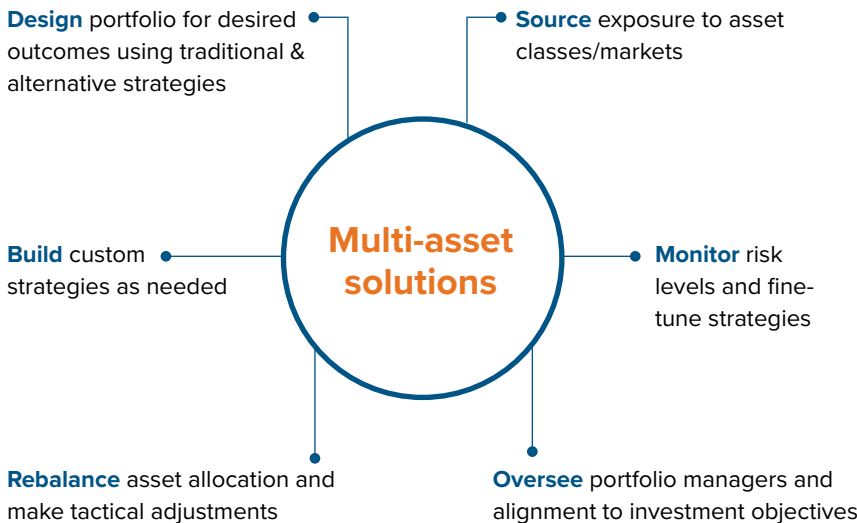 Design portfolio for desired
outcomes using traditional &
alternative strategies
Source exposure to asset
classes/markets
Multi-asset
solutions
Build custom
strategies as needed
Monitor risk
levels and fine-
tune strategies
Rebalance asset allocation and
make tactical adjustments
Oversee portfolio managers and
alignment to investment objectives